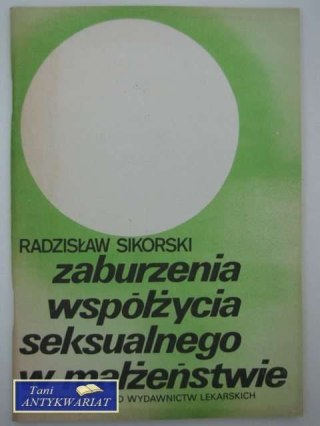 RADZISŁAW SIKORSKI
zaburzenia
współżycia
seksualnego
w małżeństwie
WYDAWNICTW LEKARSKICH
Tani
ANTYKWARIAT